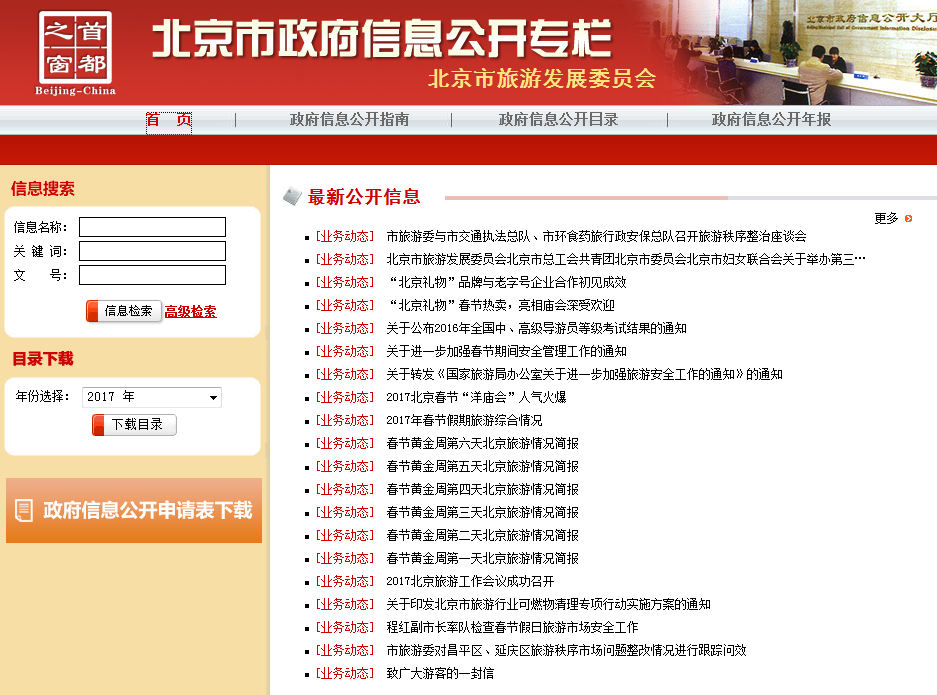 首都之窗
Beijing-China
北京市政府信息公开专栏
北京市旅游发展委员会
北京市政府信息公开大厅
首 页 | 政府信息公开指南 | 政府信息公开目录 | 政府信息公开年报
信息搜索
信息名称：
关 键 词：
文 号：
信息检索 高级检索
目录下载
年份选择： 2017 年
下载目录
政府信息公开申请表下载
最新公开信息
更多
[业务动态] 市旅游委与市交通执法总队、市环食药旅行政安保总队召开旅游秩序整治座谈会
[业务动态] 北京市旅游发展委员会北京市总工会共青团北京市委员会北京市妇女联合会关于举办第三…
[业务动态] “北京礼物”品牌与老字号企业合作初见成效
[业务动态] “北京礼物”春节热卖，亮相庙会深受欢迎
[业务动态] 关于公布2016年全国中、高级导游员等级考试结果的通知
[业务动态] 关于进一步加强春节期间安全管理工作的通知
[业务动态] 关于转发《国家旅游局办公室关于进一步加强旅游安全工作的通知》的通知
[业务动态] 2017北京春节“洋庙会”人气火爆
[业务动态] 2017年春节假期旅游综合情况
[业务动态] 春节黄金周第六天北京旅游情况简报
[业务动态] 春节黄金周第五天北京旅游情况简报
[业务动态] 春节黄金周第四天北京旅游情况简报
[业务动态] 春节黄金周第三天北京旅游情况简报
[业务动态] 春节黄金周第二天北京旅游情况简报
[业务动态] 春节黄金周第一天北京旅游情况简报
[业务动态] 2017北京旅游工作会议成功召开
[业务动态] 关于印发北京市旅游行业可燃物清理专项行动实施方案的通知
[业务动态] 程红副市长率队检查春节假日旅游市场安全工作
[业务动态] 市旅游委对昌平区、延庆区旅游秩序市场问题整改情况进行跟踪问效
[业务动态] 致广大游客的一封信